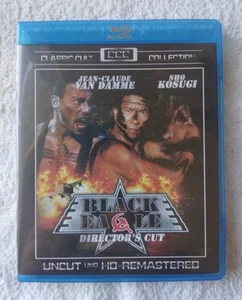 CLASSIC CULT CCC COLLECTION
JEAN-CLAUDE SHO
VAN DAMME KOSUGI
BLACK
EAGLE
DIRECTOR'S CUT
UNCUT UND HD-REMASTERED